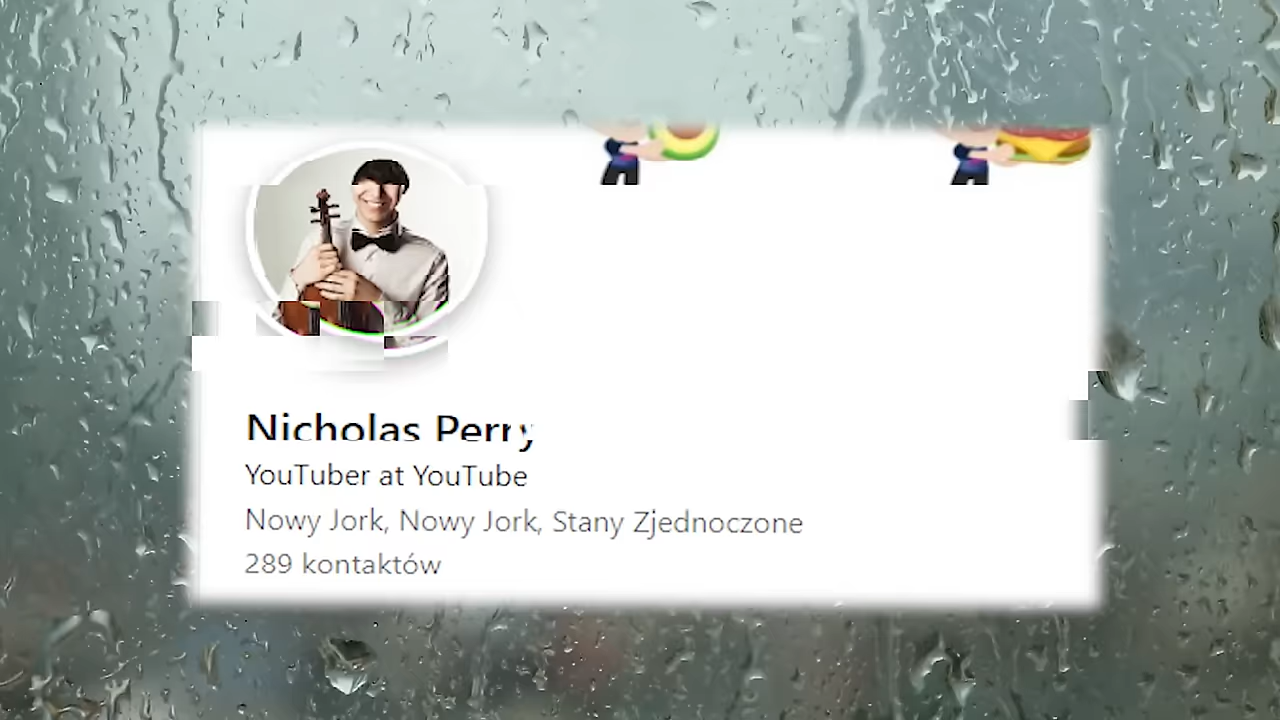 Nicholas Perry
YouTuber at YouTube
Nowy Jork, Nowy Jork, Stany Zjednoczone
289 kontaktów